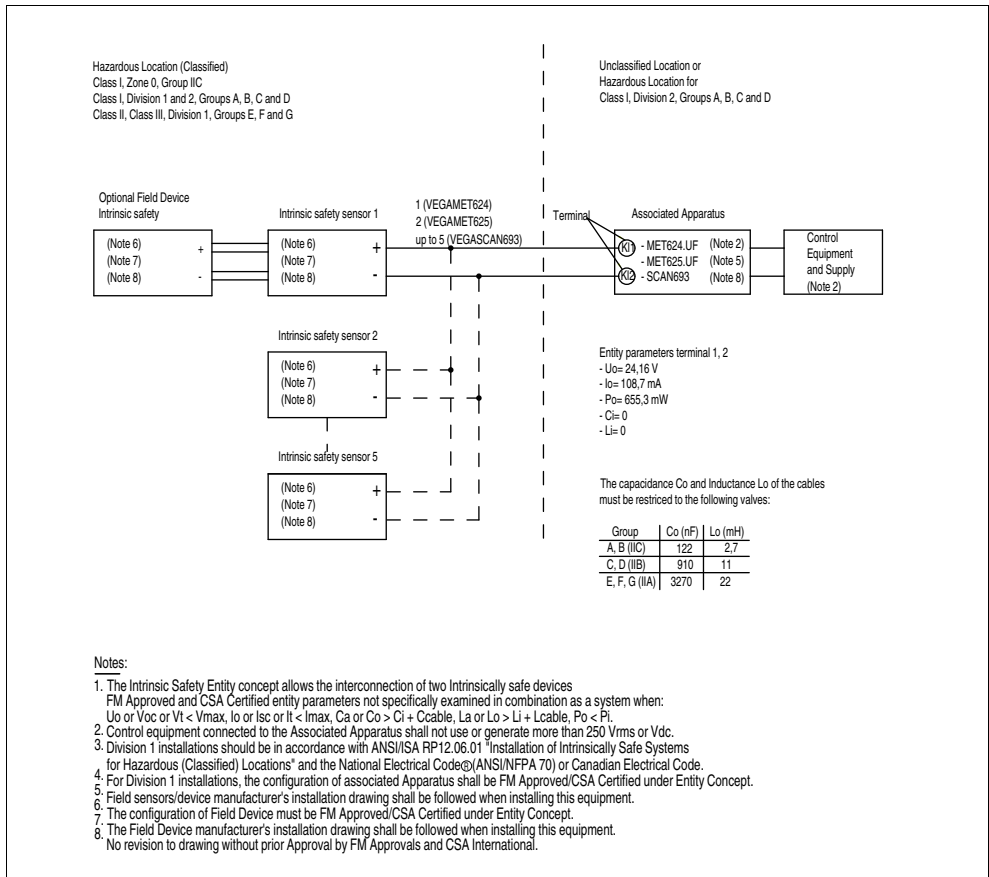 Hazardous Location (Classified)
Class I, Zone 0, Group IIC
Class I, Division 1 and 2, Groups A, B, C and D
Class II, Class III, Division 1, Groups E, F and G
Unclassified Location or
Hazardous Location for
Class I, Division 2, Groups A, B, C and D
Optional Field Device
Intrinsic safety
(Note 6)
(Note 7)
(Note 8)
+
-
Intrinsic safety sensor 1
(Note 6)
(Note 7)
(Note 8)
+
-
1 (VEGAMET624)
2 (VEGAMET625)
up to 5 (VEGASCAN693)
Terminal
Associated Apparatus
KI1 - MET624.UF (Note 2)
- MET625.UF (Note 5)
KI2 - SCAN693 (Note 8)
Control
Equipment
and Supply
(Note 2)
Intrinsic safety sensor 2
(Note 6)
(Note 7)
(Note 8)
+
-
Intrinsic safety sensor 5
(Note 6)
(Note 7)
(Note 8)
+
-
Entity parameters terminal 1, 2
- Uo= 24,16 V
- Io= 108,7 mA
- Po= 655,3 mW
- Ci= 0
- Li= 0
The capacidance Co and Inductance Lo of the cables
must be restriced to the following valves:
Group Co (nF) Lo (mH)
A, B (IIC) 122 2,7
C, D (IIB) 910 11
E, F, G (IIA) 3270 22
Notes:
1. The Intrinsic Safety Entity concept allows the interconnection of two Intrinsically safe devices
FM Approved and CSA Certified entity parameters not specifically examined in combination as a system when:
Uo or Voc or Vt < Vmax, Io or Isc or It < Imax, Ca or Co > Ci + Ccable, La or Lo > Li + Lcable, Po < Pi.
2. Control equipment connected to the Associated Apparatus shall not use or generate more than 250 Vrms or Vdc.
3. Division 1 installations should be in accordance with ANSI/ISA RP12.06.01 "Installation of Intrinsically Safe Systems
for Hazardous (Classified) Locations" and the National Electrical Code®(ANSI/NFPA 70) or Canadian Electrical Code.
4. For Division 1 installations, the configuration of associated Apparatus shall be FM Approved/CSA Certified under Entity Concept.
5. Field sensors/device manufacturer's installation drawing shall be followed when installing this equipment.
6. The configuration of Field Device must be FM Approved/CSA Certified under Entity Concept.
7. The Field Device manufacturer's installation drawing shall be followed when installing this equipment.
8. No revision to drawing without prior Approval by FM Approvals and CSA International.